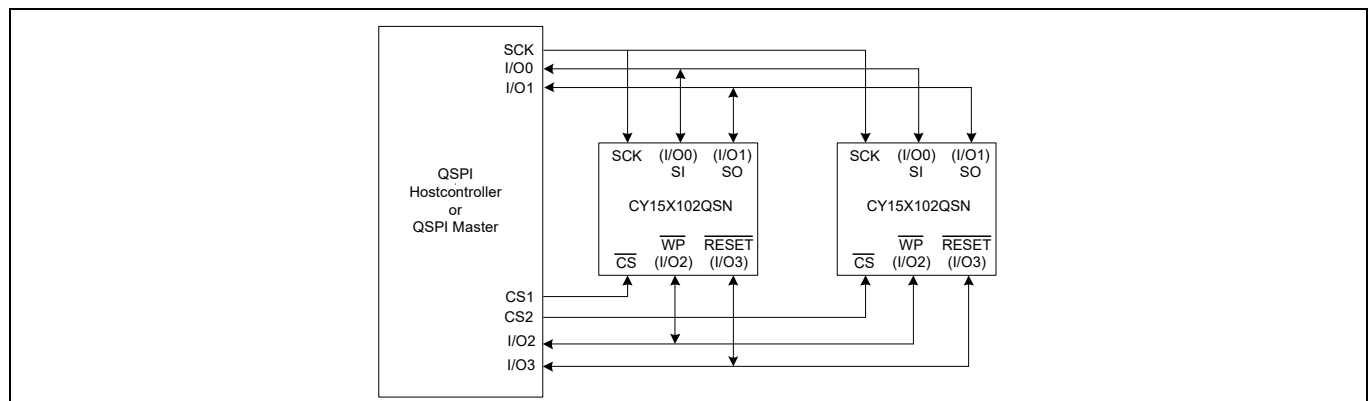 SCK
I/O0
I/O1
QSPI
Hostcontroller
or
QSPI Master
CS1
CS2
I/O2
I/O3
SCK (I/O0) (I/O1)
SI SO
CY15X102QSN
WP RESET
CS (I/O2) (I/O3)
SCK (I/O0) (I/O1)
SI SO
CY15X102QSN
WP RESET
CS (I/O2) (I/O3)